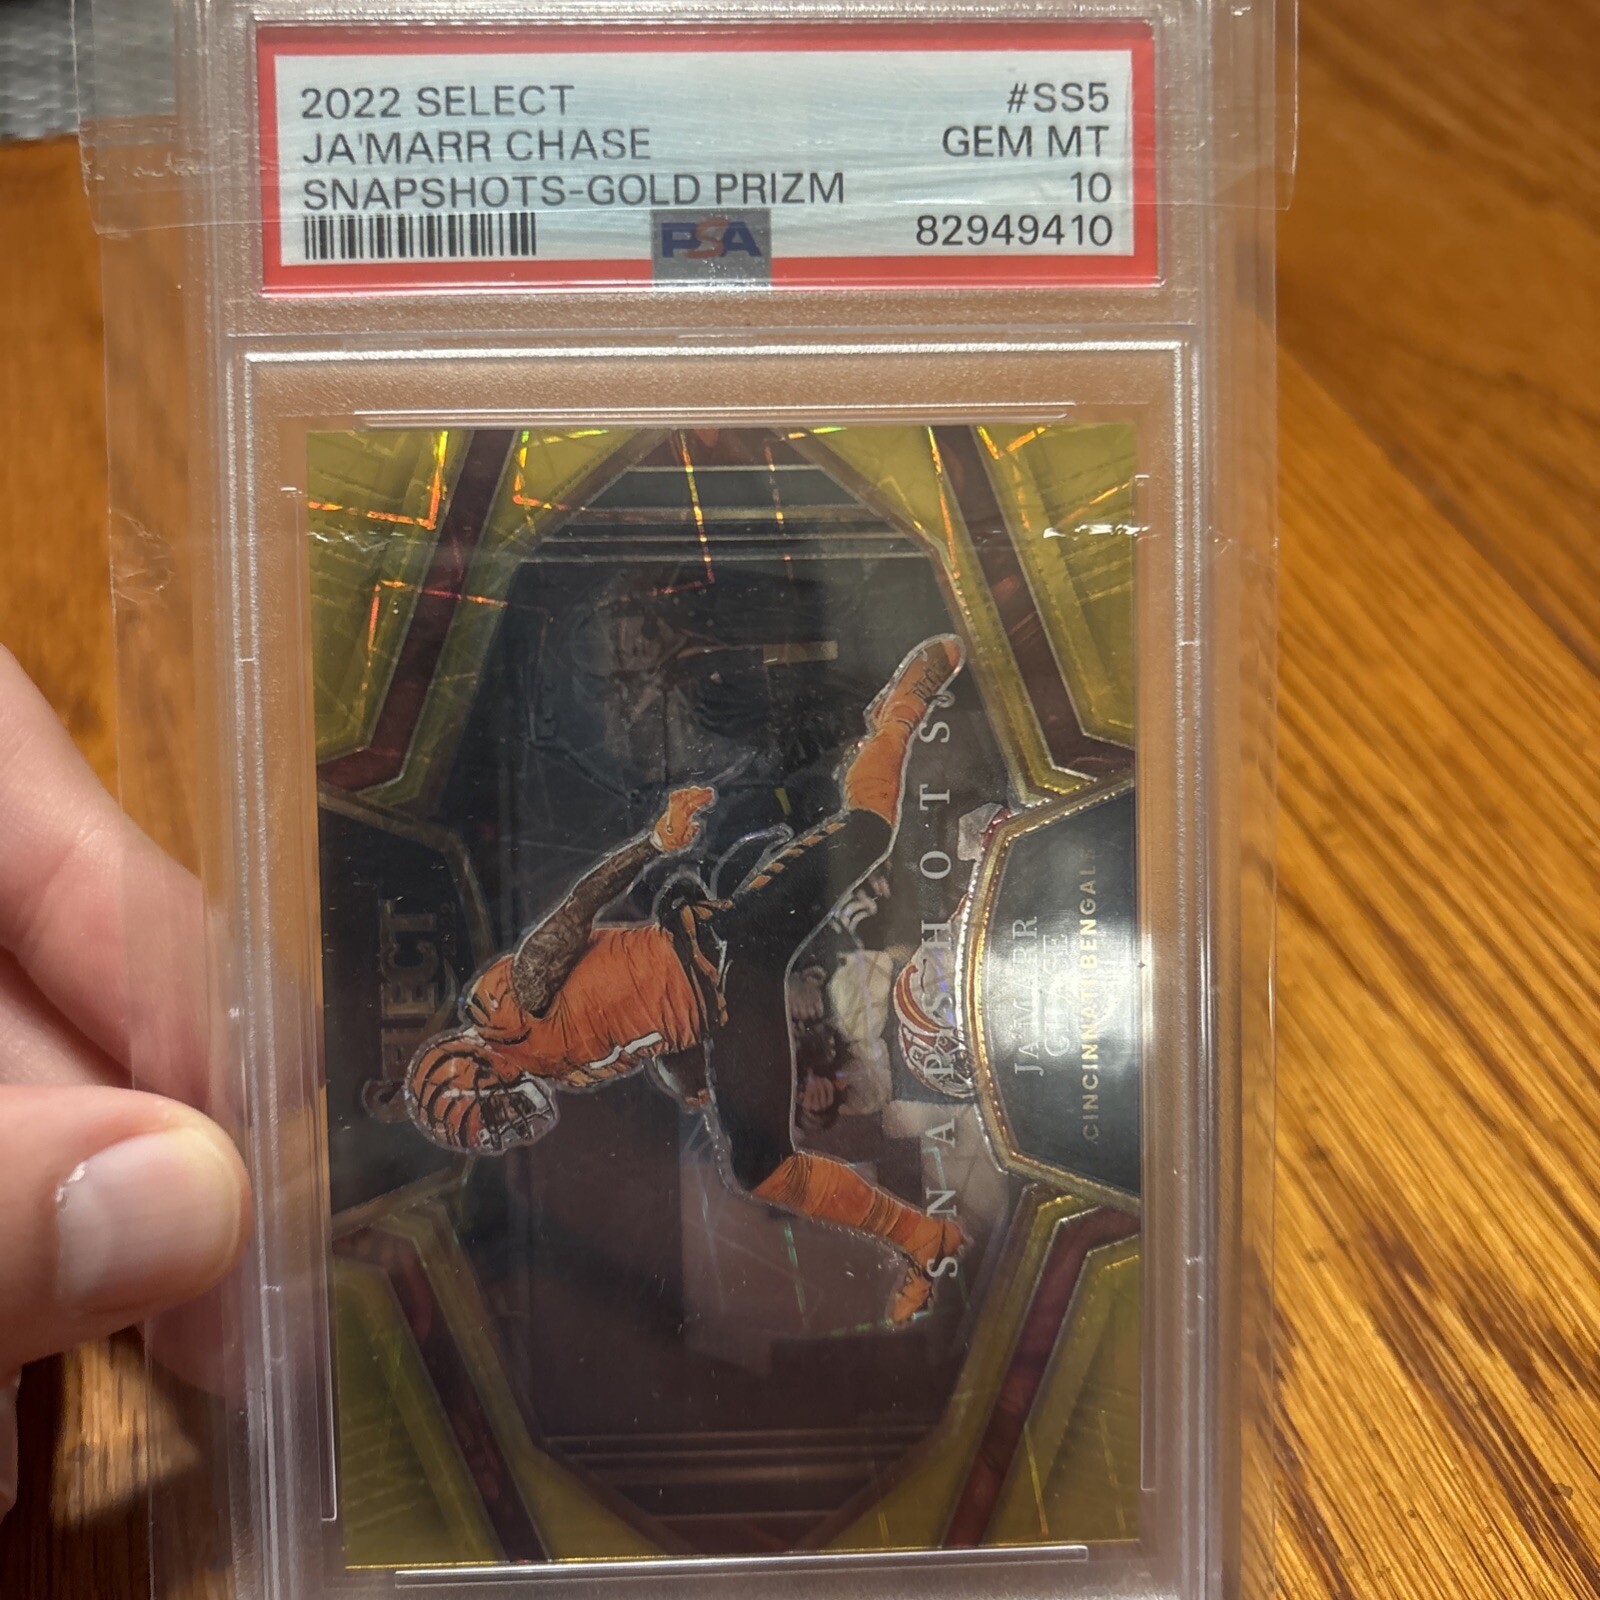 2022 SELECT #SS5
JA'MARR CHASE GEM MT
SNAPSHOTS-GOLD PRIZM 10
82949410
PSA
SELECT
SNAPSHOTS
JA'MARR
CHASE
CINCINNATI BENGALS